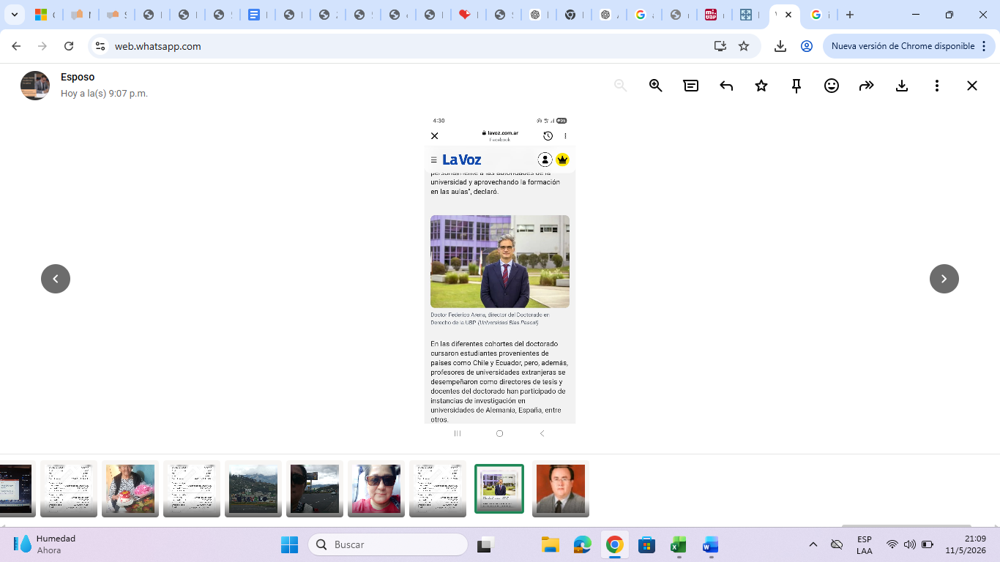 web.whatsapp.com
Nueva versión de Chrome disponible
Esposo
Hoy a la(s) 9:07 p.m.
4:30
lavoz.com.ar
Facebook
La Voz
personalmente a las autoridades de la
universidad y aprovechando la formación
en las aulas", declaró.
Doctor Federico Arena, director del Doctorado en
Derecho de la UBP (Universidad Blas Pascal)
En las diferentes cohortes del doctorado
cursaron estudiantes provenientes de
países como Chile y Ecuador, pero, además,
profesores de universidades extranjeras se
desempeñaron como directores de tesis y
docentes del doctorado han participado de
instancias de investigación en
universidades de Alemania, España, entre
otros.
Humedad
Ahora
Buscar
ESP
LAA
21:09
11/5/2026